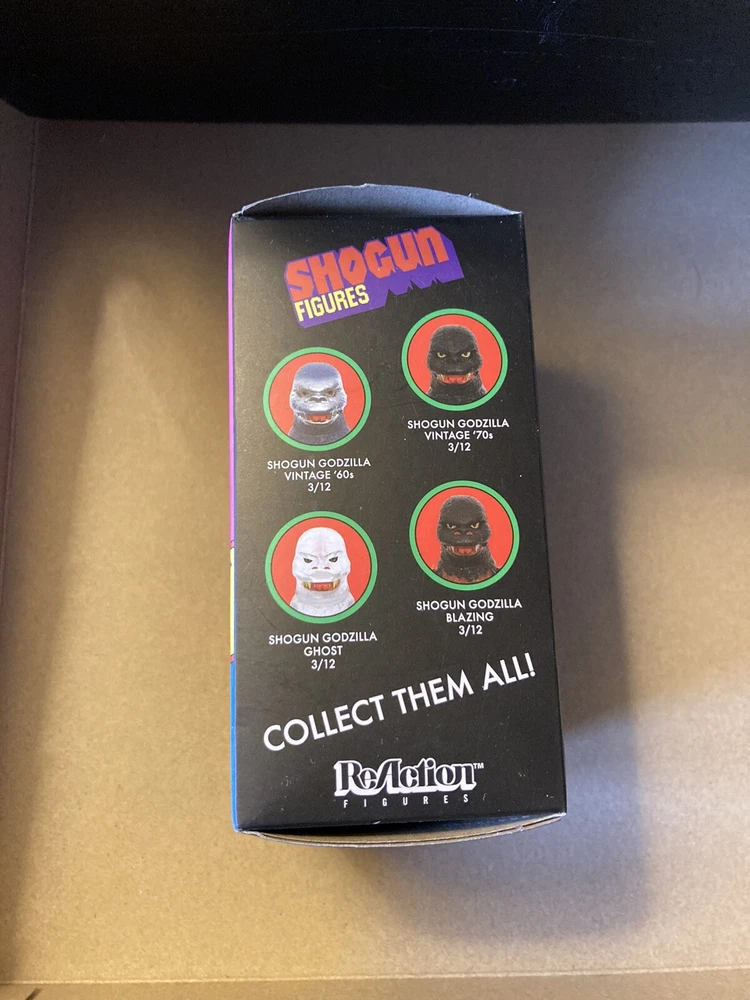 SHOGUN
FIGURES
SHOGUN GODZILLA
VINTAGE '60s
3/12
SHOGUN GODZILLA
VINTAGE '70s
3/12
SHOGUN GODZILLA
GHOST
3/12
SHOGUN GODZILLA
BLAZING
3/12
COLLECT THEM ALL!
ReAction™
FIGURES